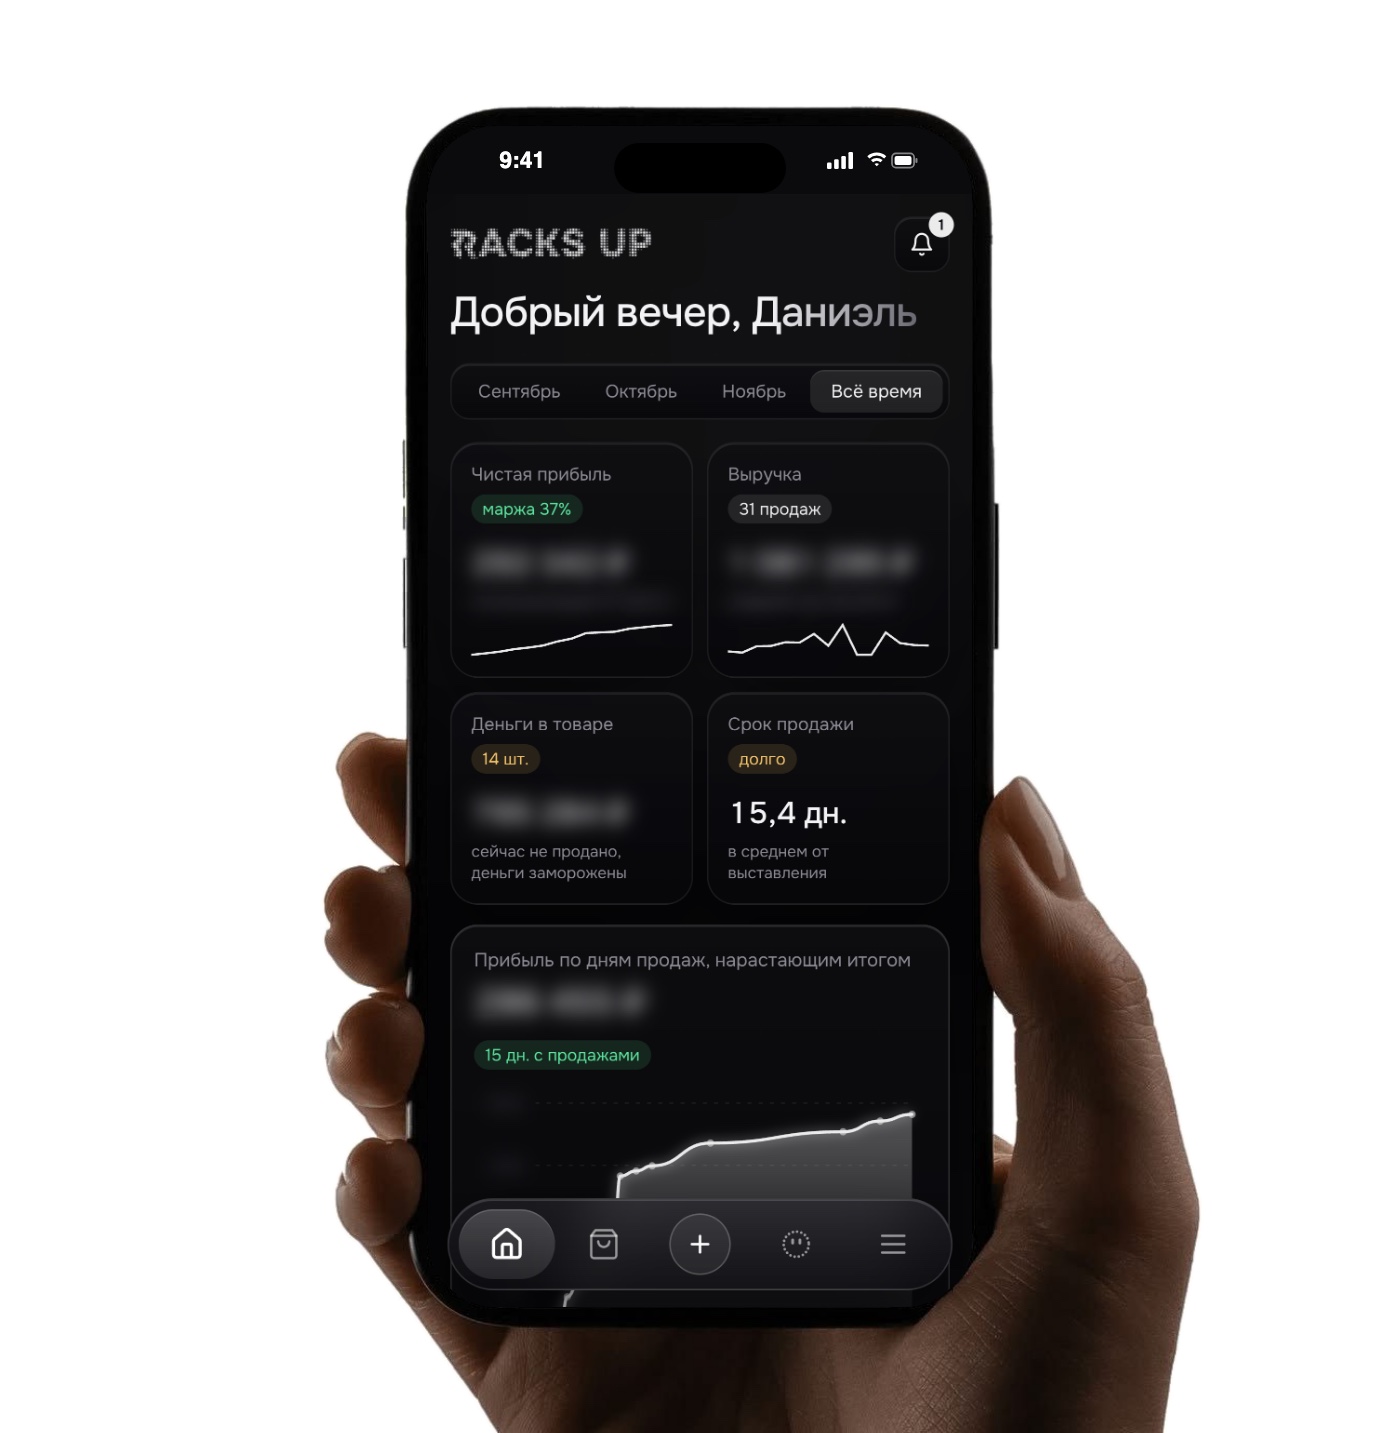 9:41
RACKS UP
1
Добрый вечер, Даниэль
Сентябрь Октябрь Ноябрь Всё время
Чистая прибыль
маржа 37%
Выручка
31 продаж
Деньги в товаре
14 шт.
сейчас не продано,
деньги заморожены
Срок продажи
долго
15,4 дн.
в среднем от
выставления
Прибыль по дням продаж, нарастающим итогом
15 дн. с продажами